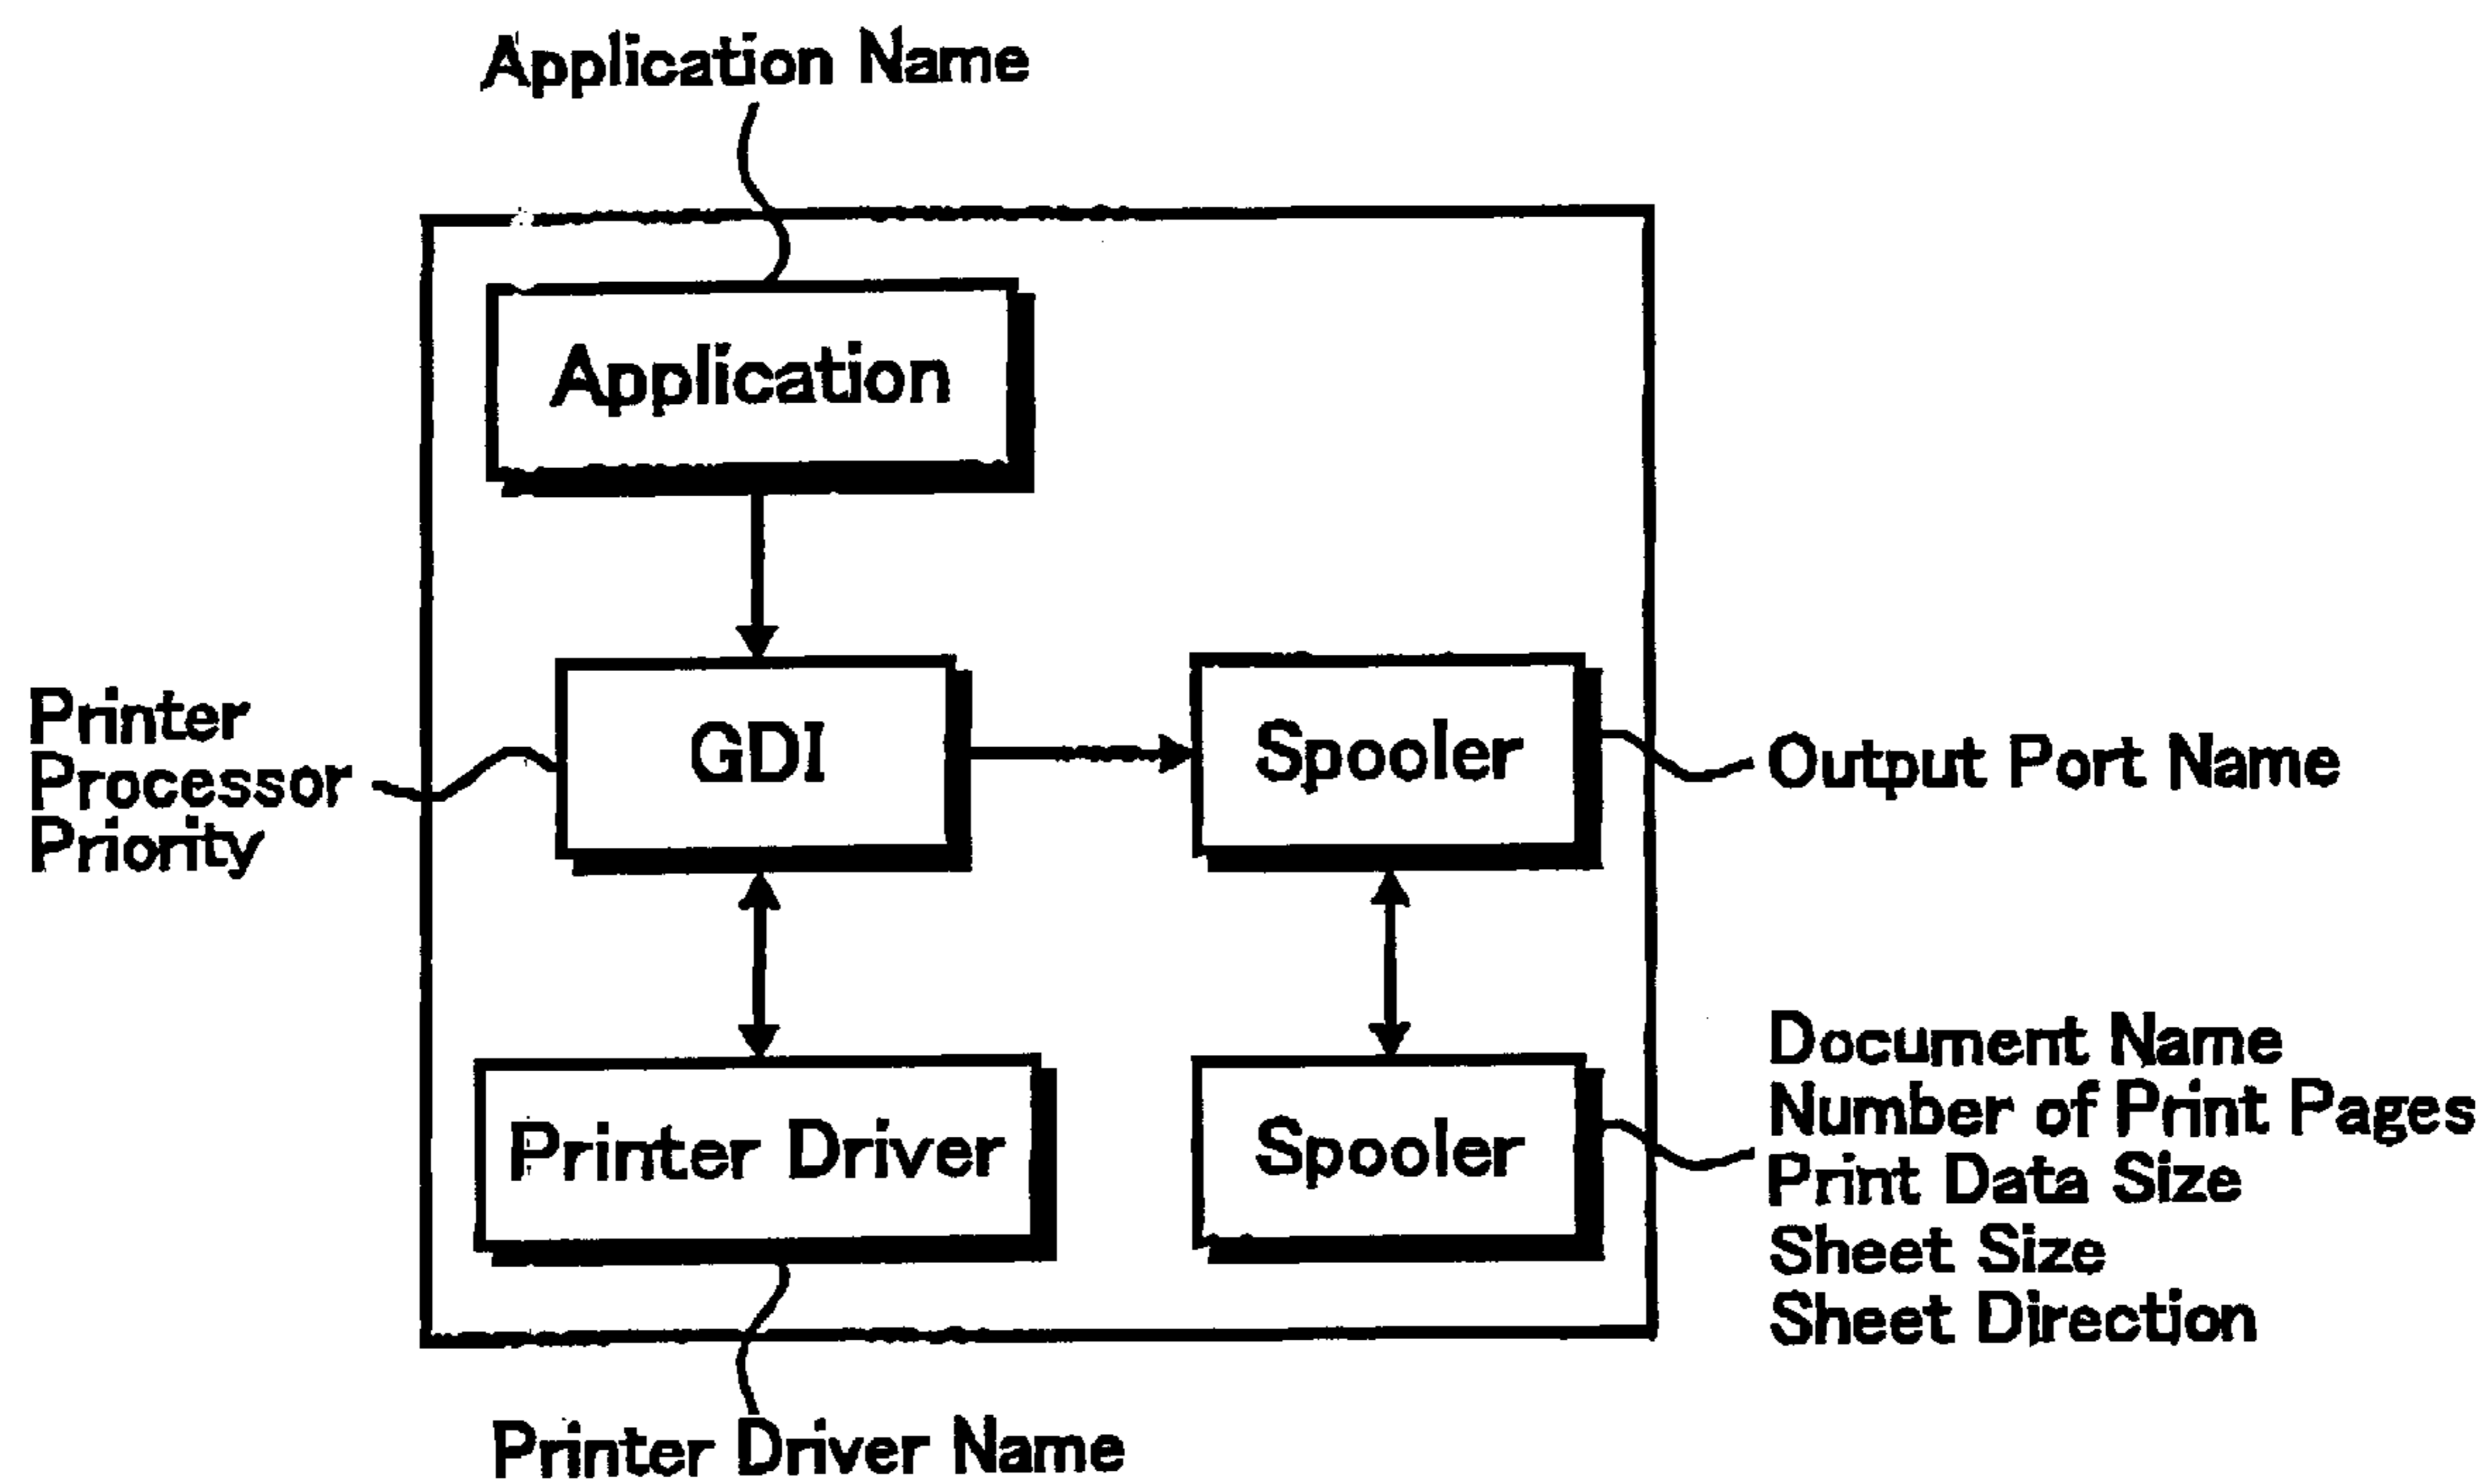 Application Name
Application
Printer
Processor
Priority
GDI
Spooler
Output Port Name
Printer Driver
Spooler
Document Name
Number of Print Pages
Print Data Size
Sheet Size
Sheet Direction
Printer Driver Name